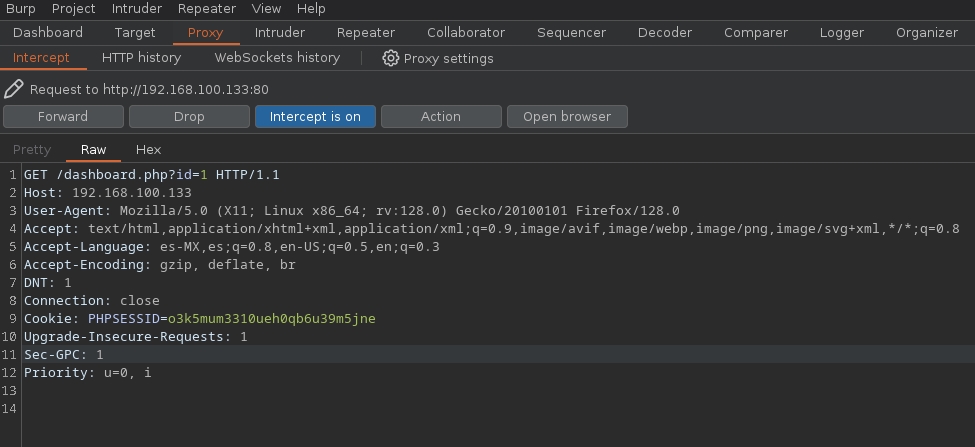 Burp Project Intruder Repeater View Help
Dashboard Target Proxy Intruder Repeater Collaborator Sequencer Decoder Comparer Logger Organizer
Intercept HTTP history WebSockets history Proxy settings
Request to http://192.168.100.133:80
Forward Drop Intercept is on Action Open browser
Pretty Raw Hex
1 GET /dashboard.php?id=1 HTTP/1.1
2 Host: 192.168.100.133
3 User-Agent: Mozilla/5.0 (X11; Linux x86_64; rv:128.0) Gecko/20100101 Firefox/128.0
4 Accept: text/html,application/xhtml+xml,application/xml;q=0.9,image/avif,image/webp,image/png,image/svg+xml,*/*;q=0.8
5 Accept-Language: es-MX,es;q=0.8,en-US;q=0.5,en;q=0.3
6 Accept-Encoding: gzip, deflate, br
7 DNT: 1
8 Connection: close
9 Cookie: PHPSESSID=o3k5mum3310ueh0qb6u39m5jne
10 Upgrade-Insecure-Requests: 1
11 Sec-GPC: 1
12 Priority: u=0, i
13
14